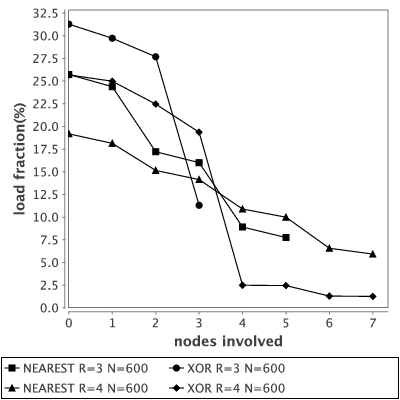 32.5
30.0
27.5
25.0
22.5
20.0
17.5
15.0
12.5
10.0
7.5
5.0
2.5
0.0
load fraction(%)
0 1 2 3 4 5 6 7
nodes involved
NEAREST R=3 N=600 XOR R=3 N=600
NEAREST R=4 N=600 XOR R=4 N=600